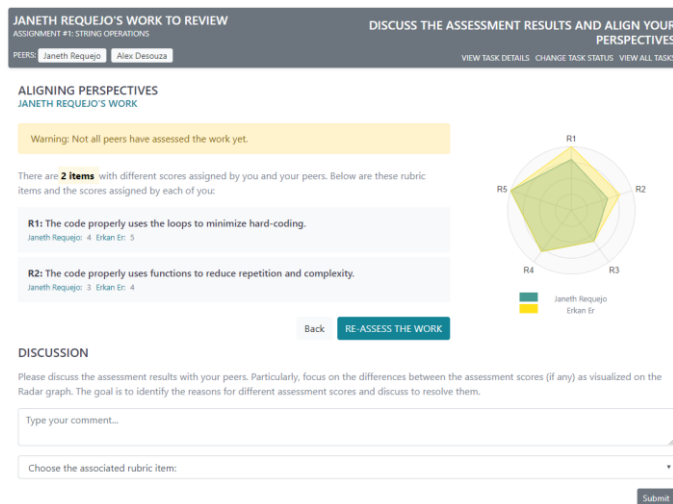 JANETH REQUEJO'S WORK TO REVIEW
ASSIGNMENT #1: STRING OPERATIONS
PEERS: Janeth Requejo Alex Desouza
DISCUSS THE ASSESSMENT RESULTS AND ALIGN YOUR
PERSPECTIVES
VIEW TASK DETAILS CHANGE TASK STATUS VIEW ALL TASKS
ALIGNING PERSPECTIVES
JANETH REQUEJO'S WORK
Warning: Not all peers have assessed the work yet.
There are 2 items with different scores assigned by you and your peers. Below are these rubric
items and the scores assigned by each of you:
R1: The code properly uses the loops to minimize hard-coding.
Janeth Requejo: 4 Erkan Er: 5
R2: The code properly uses functions to reduce repetition and complexity.
Janeth Requejo: 3 Erkan Er: 4
Back RE-ASSESS THE WORK
R1
R2
R3
R4
R5
Janeth Requejo
Erkan Er
DISCUSSION
Please discuss the assessment results with your peers. Particularly, focus on the differences between the assessment scores (if any) as visualized on the
Radar graph. The goal is to identify the reasons for different assessment scores and discuss to resolve them.
Type your comment...
Choose the associated rubric item:
Submit